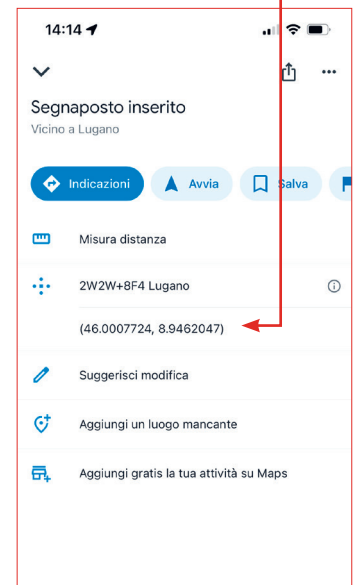 14:14
Segnaposto inserito
Vicino a Lugano
Indicazioni
Avvia
Salva
Misura distanza
2W2W+8F4 Lugano
(46.0007724, 8.9462047)
Suggerisci modifica
Aggiungi un luogo mancante
Aggiungi gratis la tua attività su Maps